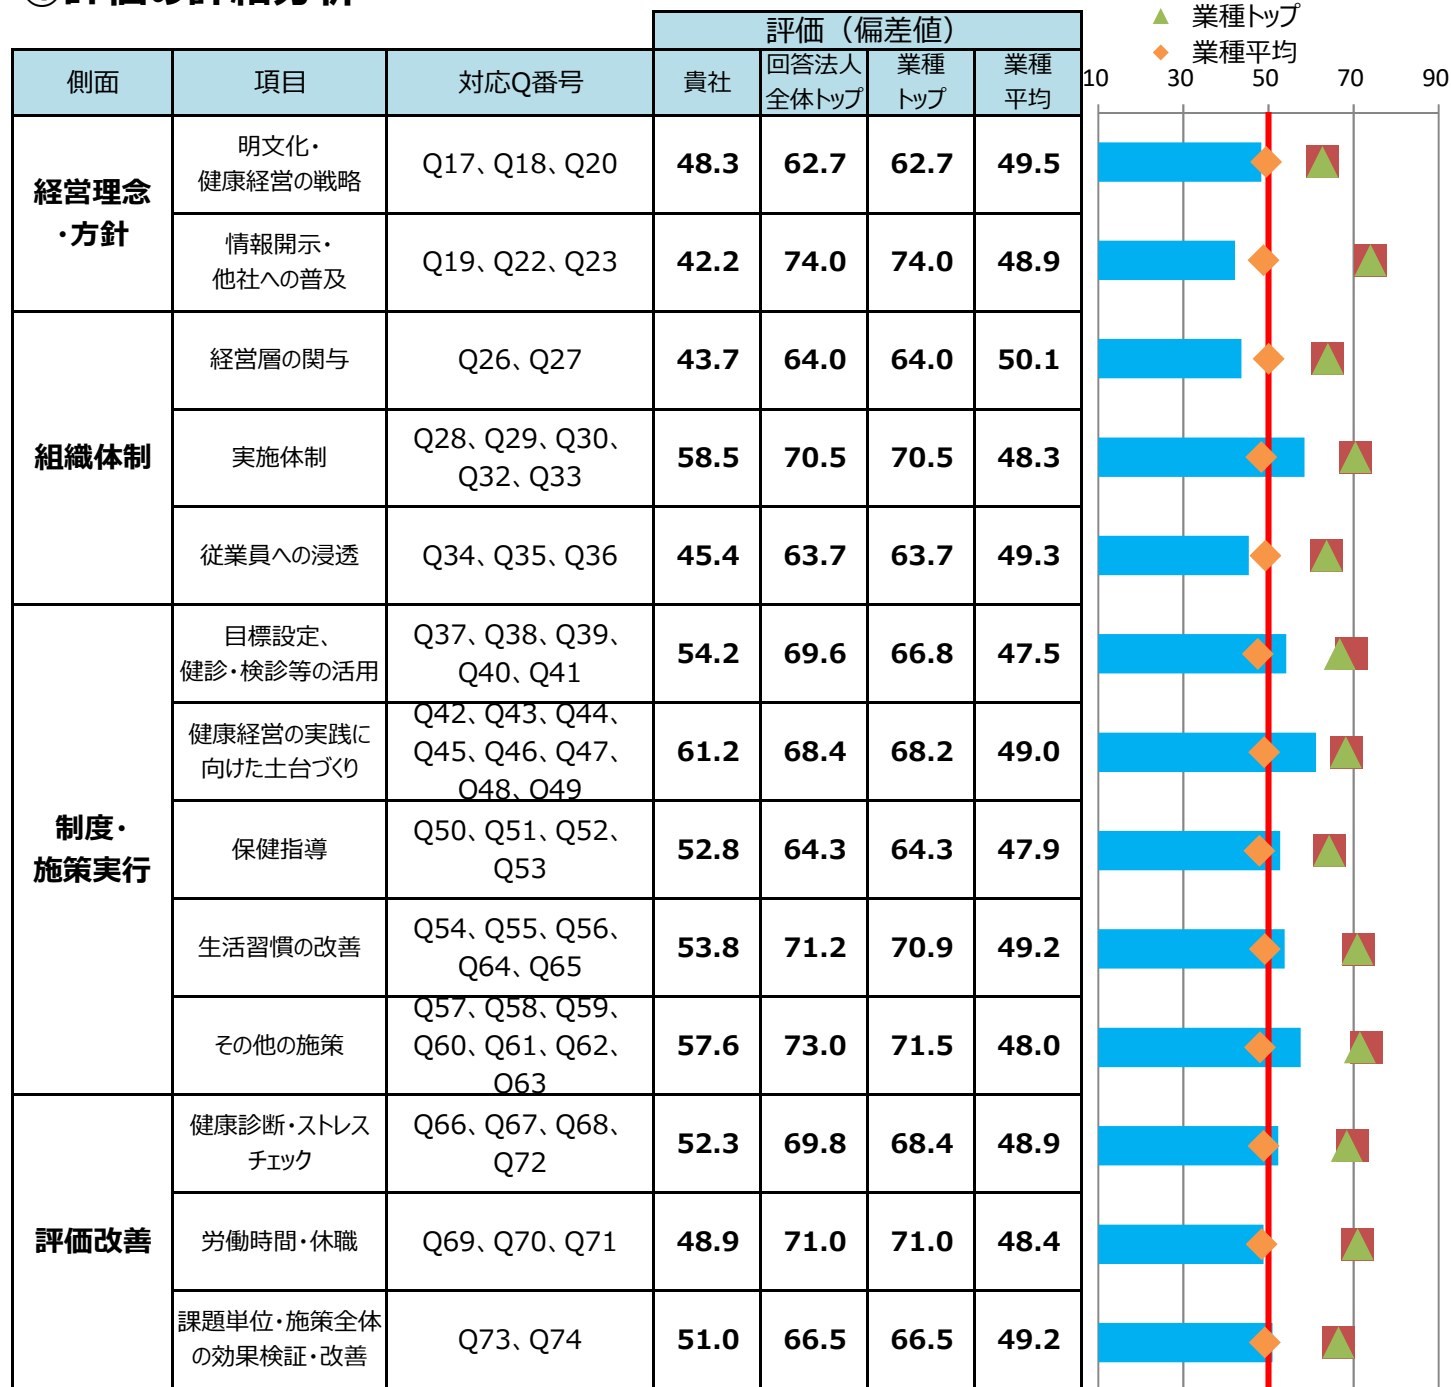 評価の詳細分析
▲ 業種トップ
◆ 業種平均
評価（偏差値）
側面 項目 対応Q番号 貴社 回答法人 業種 業種
全体トップ トップ 平均
10 30 50 70 90
経営理念
・方針
明文化・
健康経営の戦略
Q17、Q18、Q20 48.3 62.7 62.7 49.5
情報開示・
他社への普及
Q19、Q22、Q23 42.2 74.0 74.0 48.9
組織体制
経営層の関与 Q26、Q27 43.7 64.0 64.0 50.1
実施体制
Q28、Q29、Q30、
Q32、Q33
58.5 70.5 70.5 48.3
従業員への浸透 Q34、Q35、Q36 45.4 63.7 63.7 49.3
制度・
施策実行
目標設定、
健診・検診等の活用
Q37、Q38、Q39、
Q40、Q41
54.2 69.6 66.8 47.5
健康経営の実践に
向けた土台づくり
Q42、Q43、Q44、
Q45、Q46、Q47、
Q48、Q49
61.2 68.4 68.2 49.0
保健指導
Q50、Q51、Q52、
Q53
52.8 64.3 64.3 47.9
生活習慣の改善
Q54、Q55、Q56、
Q64、Q65
53.8 71.2 70.9 49.2
その他の施策
Q57、Q58、Q59、
Q60、Q61、Q62、
Q63
57.6 73.0 71.5 48.0
評価改善
健康診断・ストレス
チェック
Q66、Q67、Q68、
Q72
52.3 69.8 68.4 48.9
労働時間・休職 Q69、Q70、Q71 48.9 71.0 71.0 48.4
課題単位・施策全体
の効果検証・改善
Q73、Q74 51.0 66.5 66.5 49.2